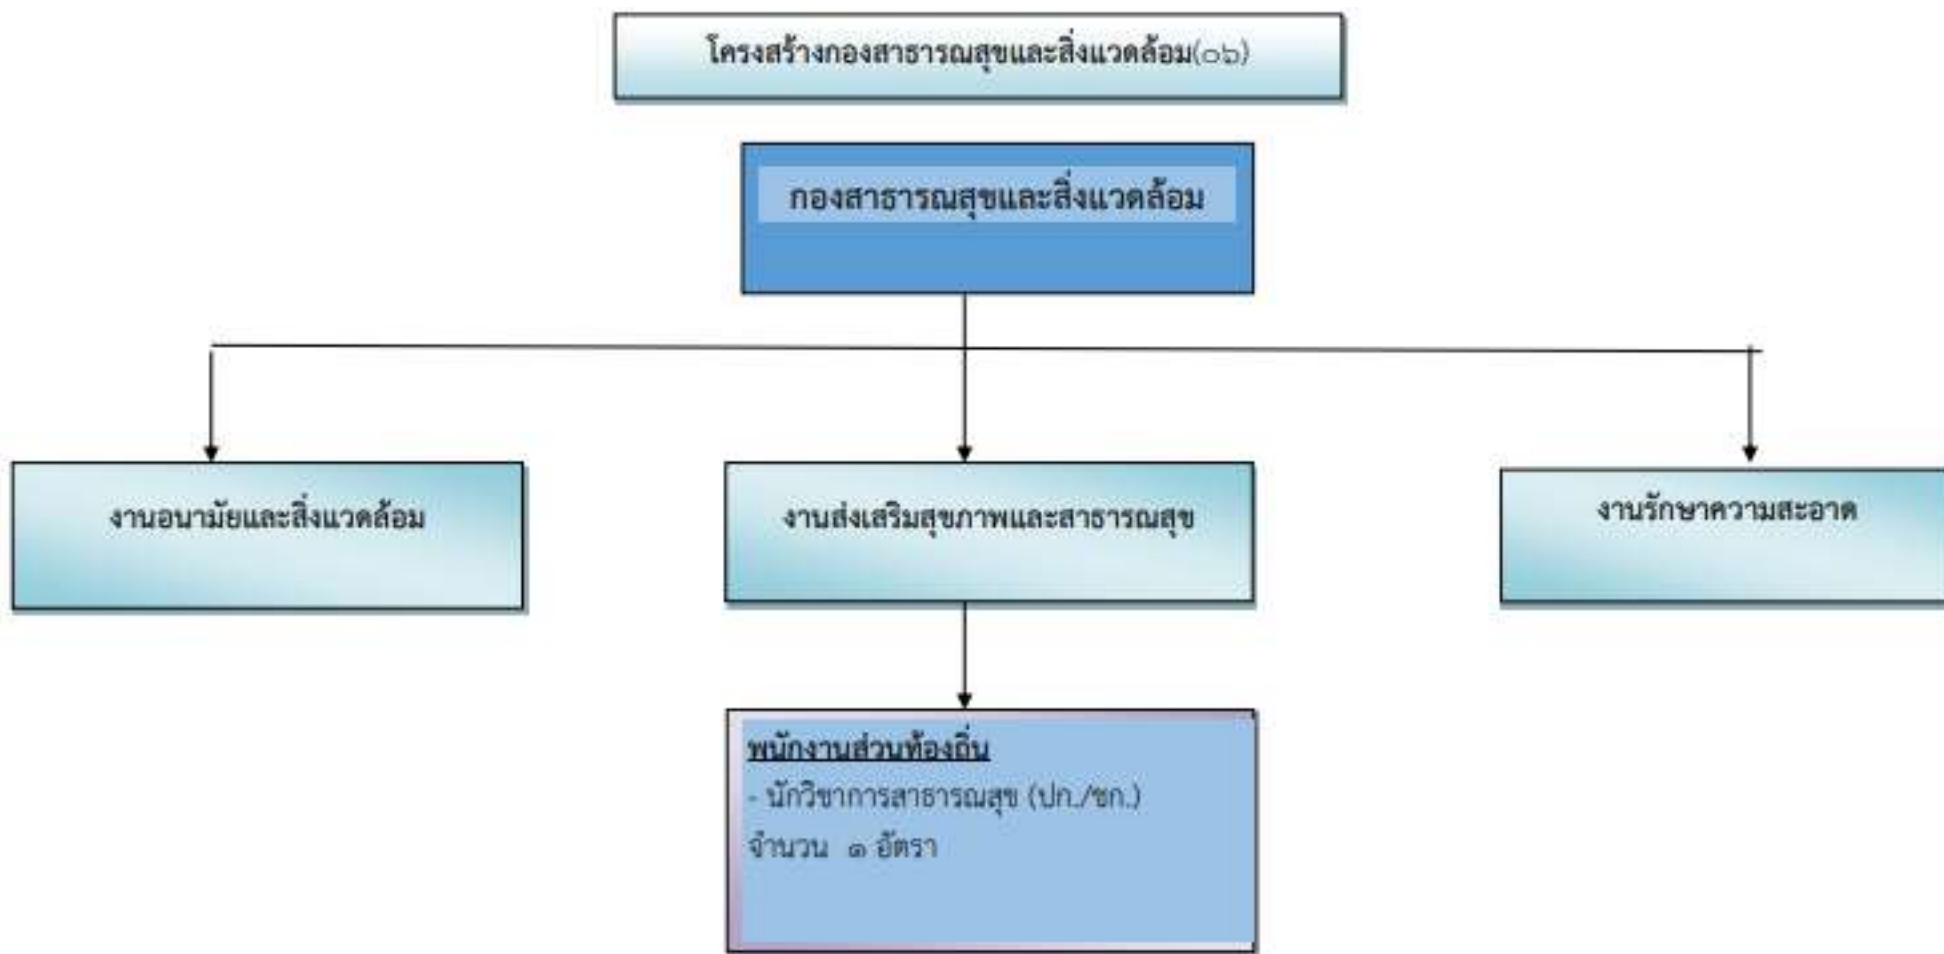 โครงสร้างกองสาธารณสุขและสิ่งแวดล้อม(๐๖)
กองสาธารณสุขและสิ่งแวดล้อม
งานอนามัยและสิ่งแวดล้อม
งานส่งเสริมสุขภาพและสาธารณสุข
งานรักษาความสะอาด
พนักงานส่วนท้องถิ่น
- นักวิชาการสาธารณสุข (ปก./ชก.)
จำนวน ๑ อัตรา